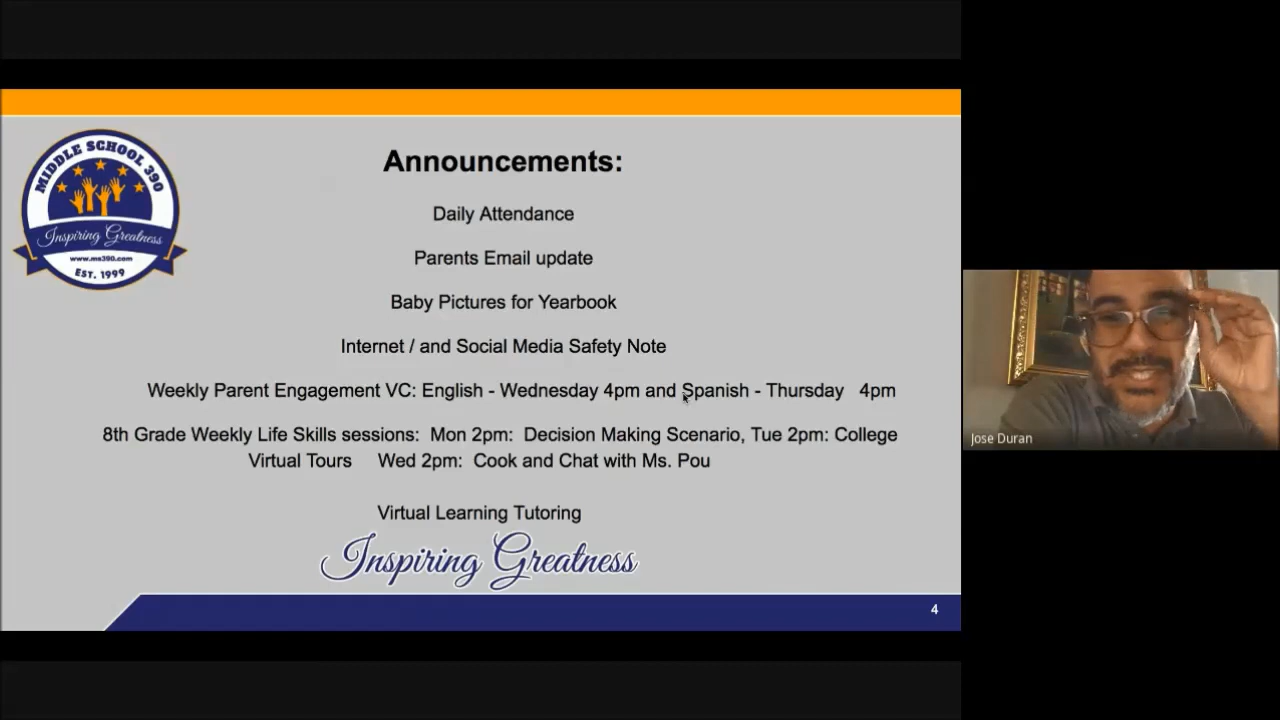 MIDDLE SCHOOL 390
Inspiring Greatness
www.ms390.com
EST. 1999
Announcements:
Daily Attendance
Parents Email update
Baby Pictures for Yearbook
Internet / and Social Media Safety Note
Weekly Parent Engagement VC: English - Wednesday 4pm and Spanish - Thursday 4pm
8th Grade Weekly Life Skills sessions: Mon 2pm: Decision Making Scenario, Tue 2pm: College
Virtual Tours Wed 2pm: Cook and Chat with Ms. Pou
Virtual Learning Tutoring
Inspiring Greatness
4
Jose Duran